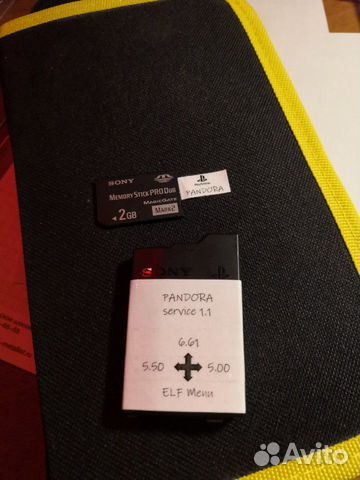 SONY
MEMORY STICK PRO DUO
MAGICGATE
Mark2
2GB
PANDORA
SONY
PANDORA
service 1.1
6.61
5.50 5.00
ELF Menu
Avito